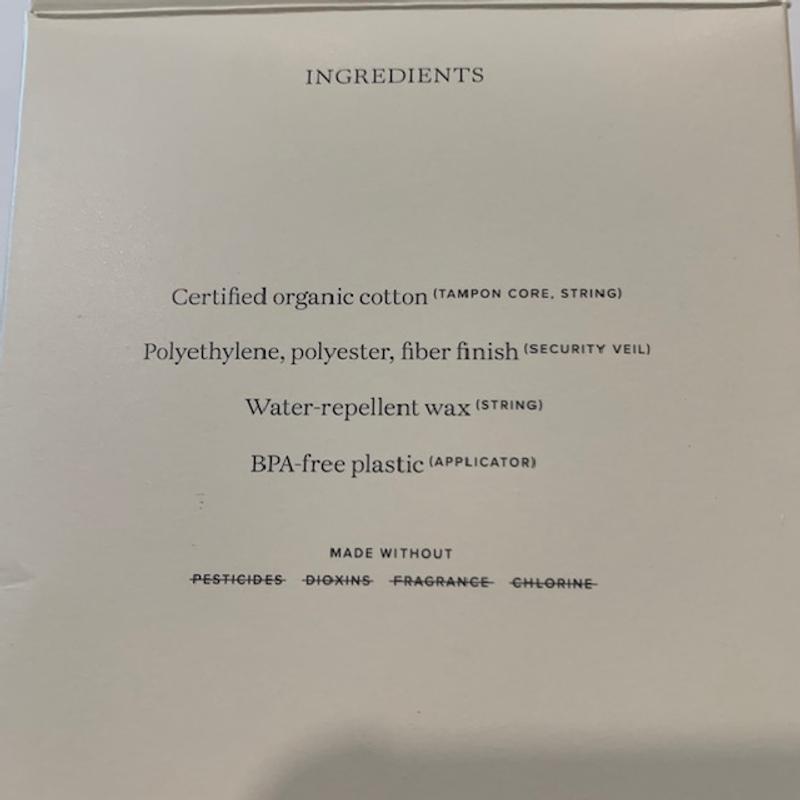 INGREDIENTS
Certified organic cotton (TAMPON CORE, STRING)
Polyethylene, polyester, fiber finish (SECURITY VEIL)
Water-repellent wax (STRING)
BPA-free plastic (APPLICATOR)
MADE WITHOUT
PESTICIDES DIOXINS FRAGRANCE CHLORINE